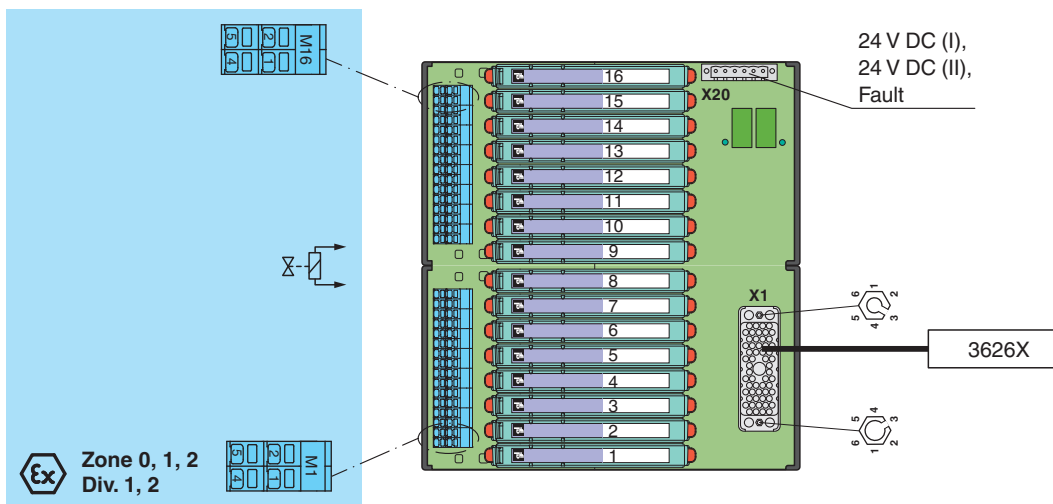 5 2 M16
4 1
24 V DC (I),
24 V DC (II),
Fault
X20
16
15
14
13
12
11
10
9
8
7
6
5
4
3
2
1
X1
6 1 2
5 4 3
3626X
5 4 3
6 1 2
5 2 M1
4 1
Ex
Zone 0, 1, 2
Div. 1, 2